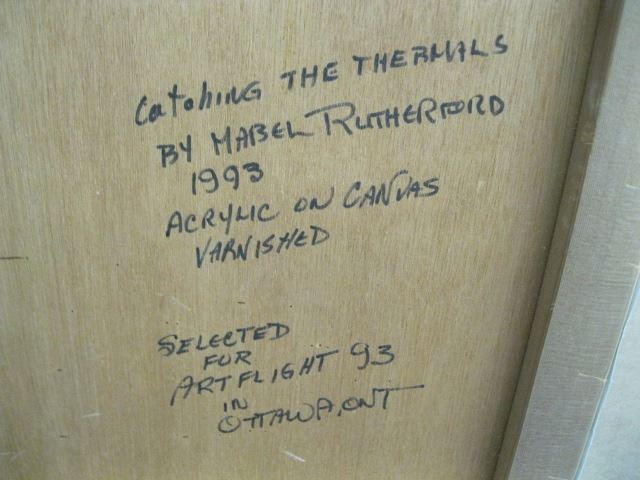 Catching THE THERMALS
BY MABEL RUTHERFORD
1993
ACRYLIC ON CANVAS
VARNISHED
SELECTED
FOR
ARTFLIGHT 93
IN
OTTAWA, ONT